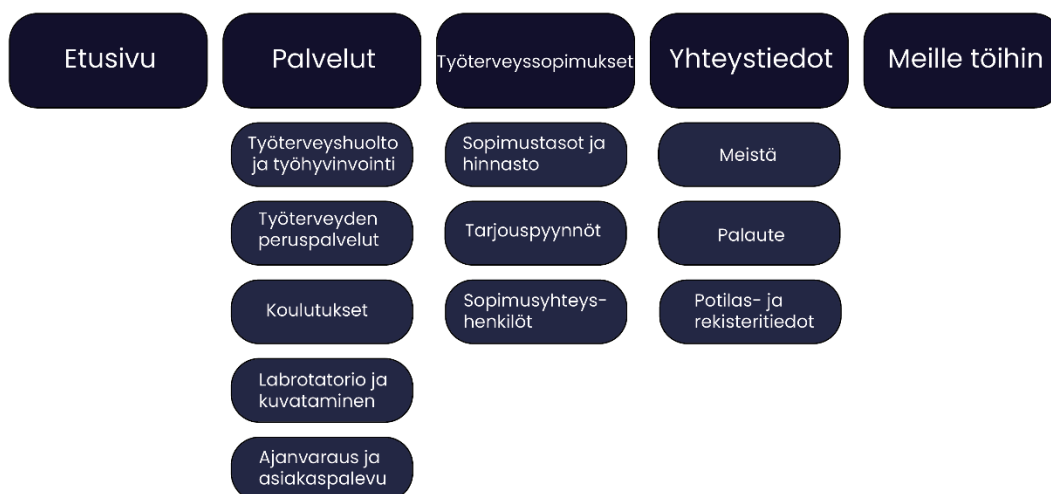 Etusivu
Palvelut
Työterveyssopimukset
Yhteystiedot
Meille töihin
Työterveyshuolto
ja työhyvinvointi
Työterveyden
peruspalvelut
Koulutukset
Labrotatorio ja
kuvataminen
Ajanvaraus ja
asiakaspalevu
Sopimustasot ja
hinnasto
Tarjouspyynnöt
Sopimusyhteys-
henkilöt
Meistä
Palaute
Potilas- ja
rekisteritiedot